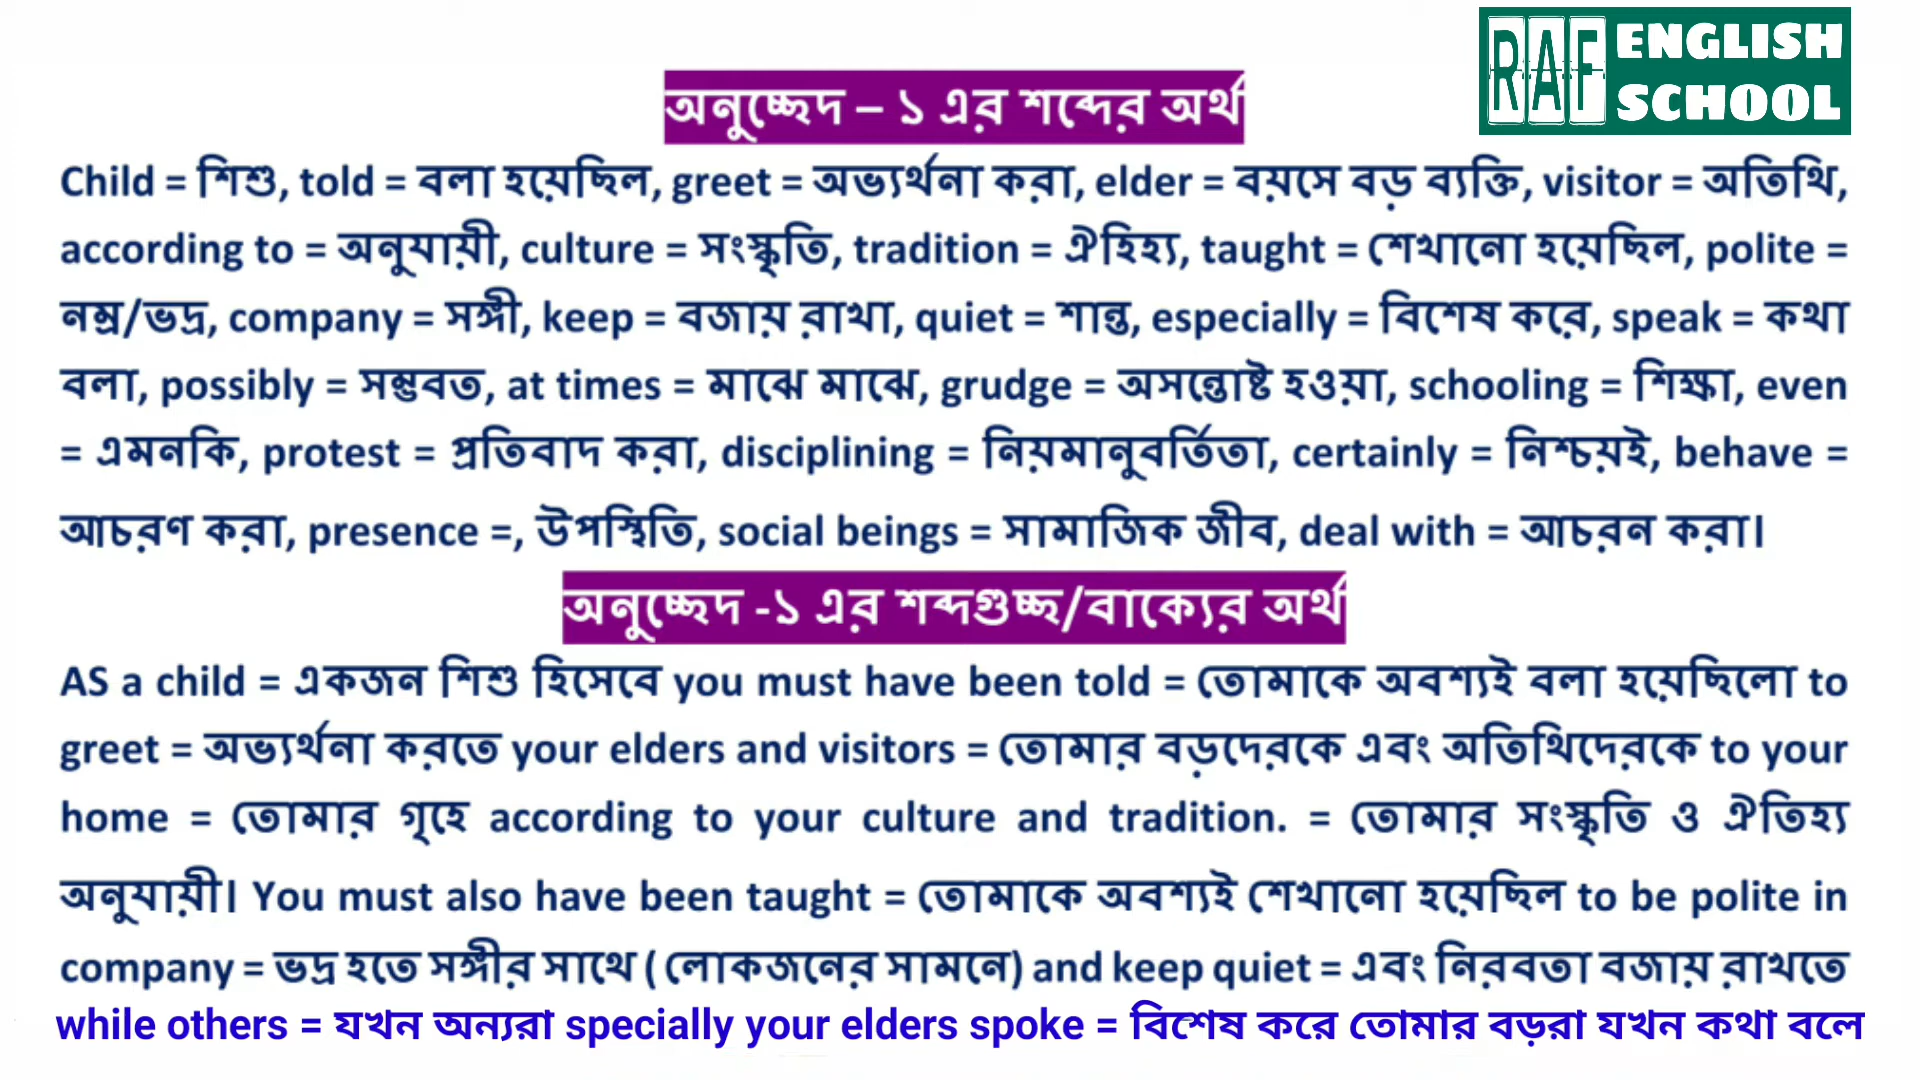 RAF ENGLISH SCHOOL
অনুচ্ছেদ – ১ এর শব্দের অর্থ
Child = শিশু, told = বলা হয়েছিল, greet = অভ্যর্থনা করা, elder = বয়সে বড় ব্যক্তি, visitor = অতিথি,
according to = অনুযায়ী, culture = সংস্কৃতি, tradition = ঐহিহ্য, taught = শেখানো হয়েছিল, polite =
নম্র/ভদ্র, company = সঙ্গী, keep = বজায় রাখা, quiet = শান্ত, especially = বিশেষ করে, speak = কথা
বলা, possibly = সম্ভবত, at times = মাঝে মাঝে, grudge = অসন্তোষ্ট হওয়া, schooling = শিক্ষা, even
= এমনকি, protest = প্রতিবাদ করা, disciplining = নিয়মানুবর্তিতা, certainly = নিশ্চয়ই, behave =
আচরণ করা, presence =, উপস্থিতি, social beings = সামাজিক জীব, deal with = আচরন করা।
অনুচ্ছেদ -১ এর শব্দগুচ্ছ/বাক্যের অর্থ
AS a child = একজন শিশু হিসেবে you must have been told = তোমাকে অবশ্যই বলা হয়েছিলো to
greet = অভ্যর্থনা করতে your elders and visitors = তোমার বড়দেরকে এবং অতিথিদেরকে to your
home = তোমার গৃহে according to your culture and tradition. = তোমার সংস্কৃতি ও ঐতিহ্য
অনুযায়ী। You must also have been taught = তোমাকে অবশ্যই শেখানো হয়েছিল to be polite in
company = ভদ্র হতে সঙ্গীর সাথে ( লোকজনের সামনে) and keep quiet = এবং নিরবতা বজায় রাখতে
while others = যখন অন্যরা specially your elders spoke = বিশেষ করে তোমার বড়রা যখন কথা বলে